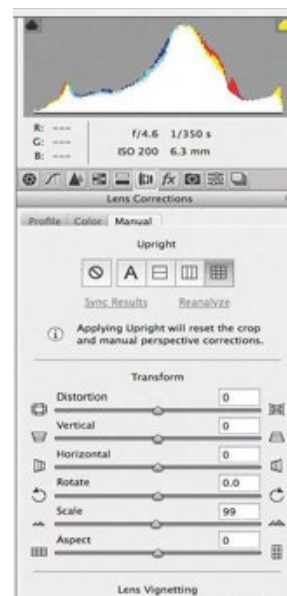 R: ---
G: ---
B: ---
f/4.6 1/350 s
ISO 200 6.3 mm
fx
Lens Corrections
Profile Color Manual
Upright
A
Sync Results Reanalyze
Applying Upright will reset the crop
and manual perspective corrections.
Transform
Distortion 0
Vertical 0
Horizontal 0
Rotate 0.0
Scale 99
Aspect 0
Lens Vignetting